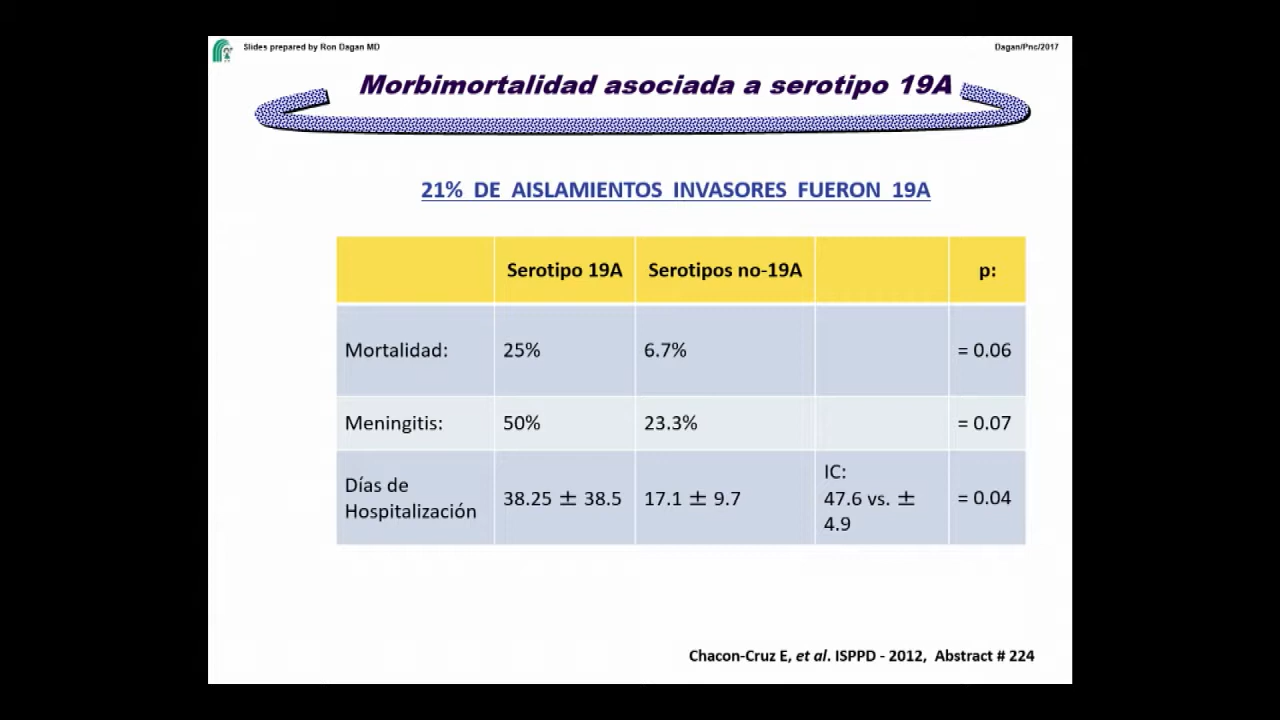 Slides prepared by Ron Dagan MD
Dagan/Pnc/2017
Morbimortalidad asociada a serotipo 19A
21% DE AISLAMIENTOS INVASORES FUERON 19A
Serotipo 19A Serotipos no-19A p:
Mortalidad: 25% 6.7% = 0.06
Meningitis: 50% 23.3% = 0.07
Días de
Hospitalización
38.25 ± 38.5 17.1 ± 9.7
IC:
47.6 vs. ±
4.9
= 0.04
Chacon-Cruz E, et al. ISPPD - 2012, Abstract # 224